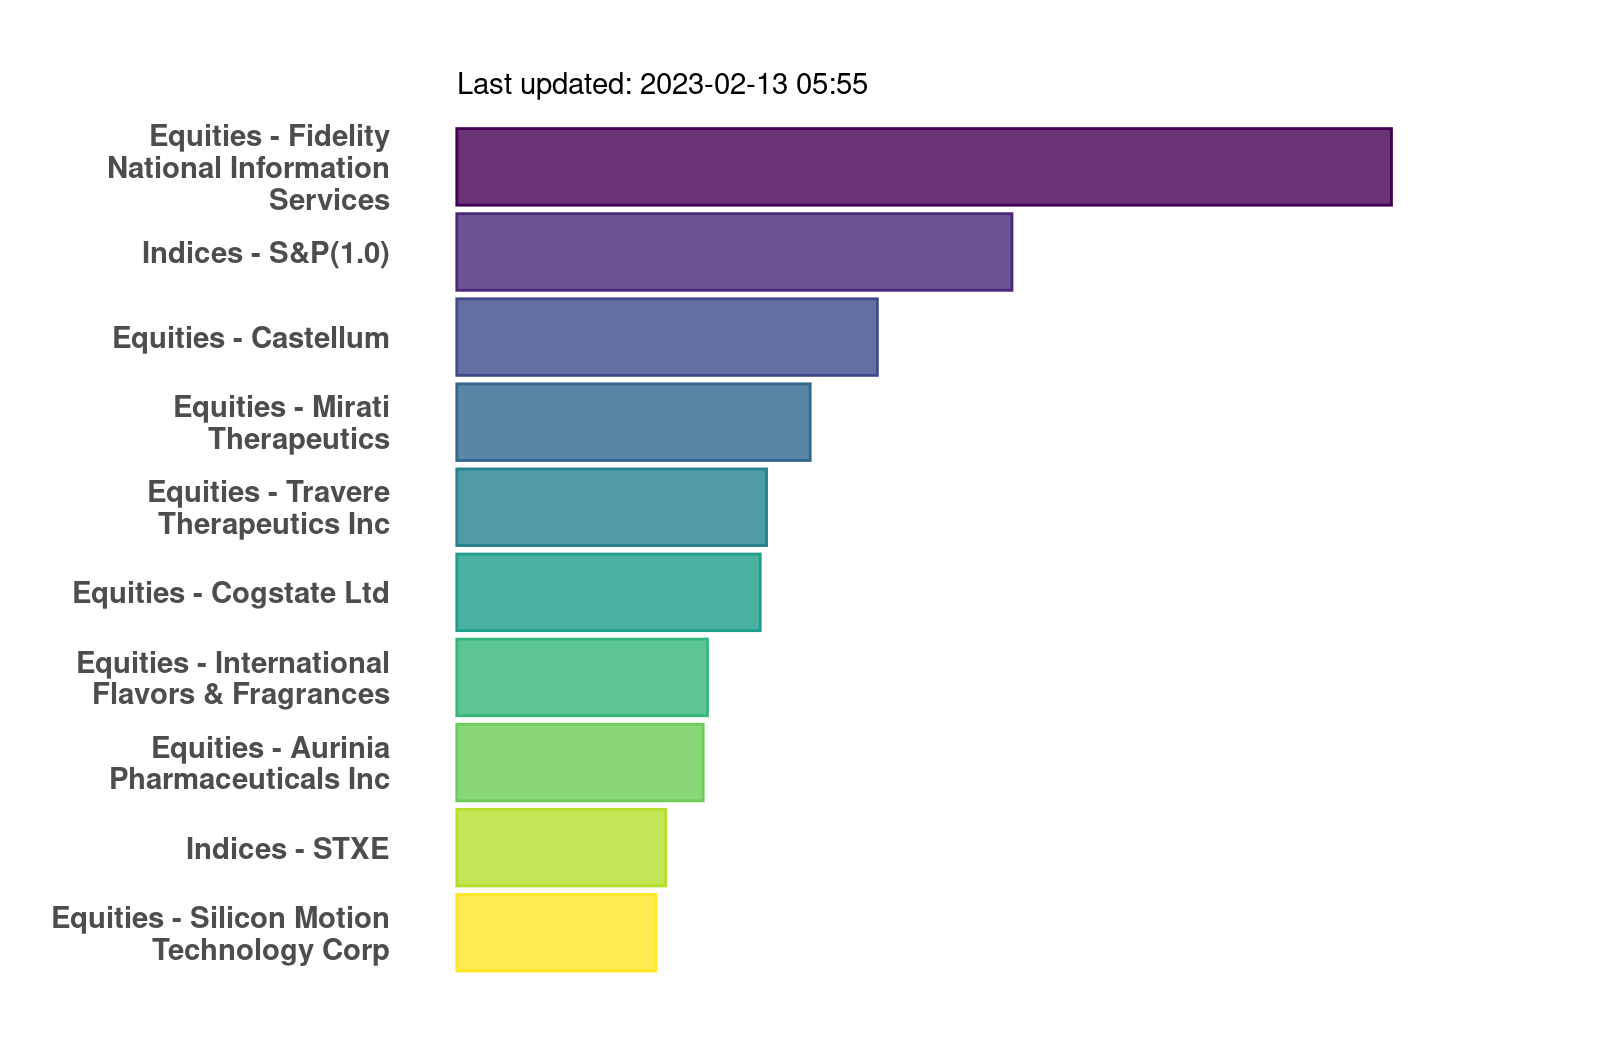 Last updated: 2023-02-13 05:55
Equities - Fidelity
National Information
Services
Indices - S&P(1.0)
Equities - Castellum
Equities - Mirati
Therapeutics
Equities - Travere
Therapeutics Inc
Equities - Cogstate Ltd
Equities - International
Flavors & Fragrances
Equities - Aurinia
Pharmaceuticals Inc
Indices - STXE
Equities - Silicon Motion
Technology Corp